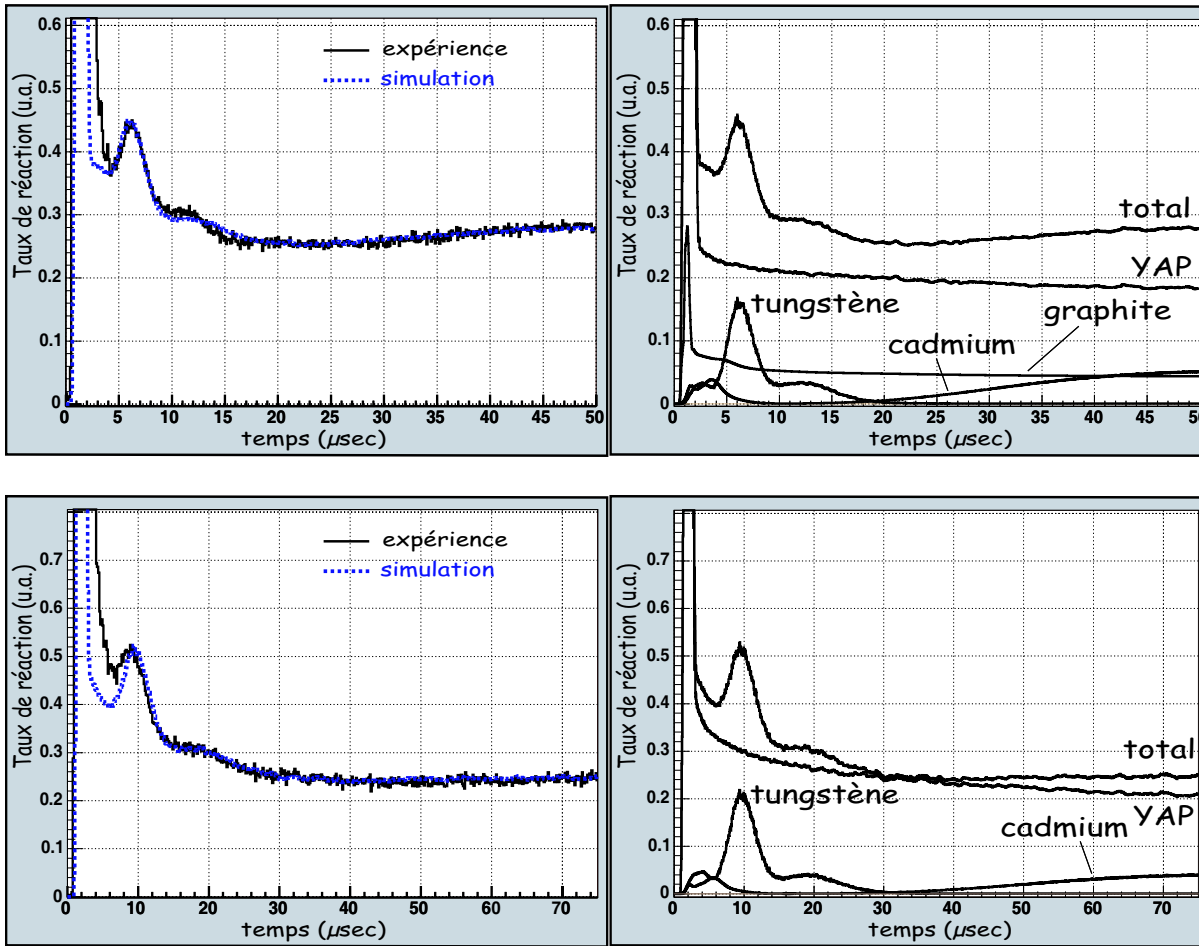 0.6
0.5
0.4
0.3
0.2
0.1
0
Taux de réaction (u.a.)
expérience
simulation
0 5 10 15 20 25 30 35 40 45 50
temps (μsec)
0.6
0.5
0.4
0.3
0.2
0.1
0
Taux de réaction (u.a.)
total
YAP
tungstène
graphite
cadmium
0 5 10 15 20 25 30 35 40 45 50
temps (μsec)
0.7
0.6
0.5
0.4
0.3
0.2
0.1
0
Taux de réaction (u.a.)
expérience
simulation
0 10 20 30 40 50 60 70
temps (μsec)
0.7
0.6
0.5
0.4
0.3
0.2
0.1
0
Taux de réaction (u.a.)
total
tungstène
YAP
cadmium
0 10 20 30 40 50 60 70
temps (μsec)